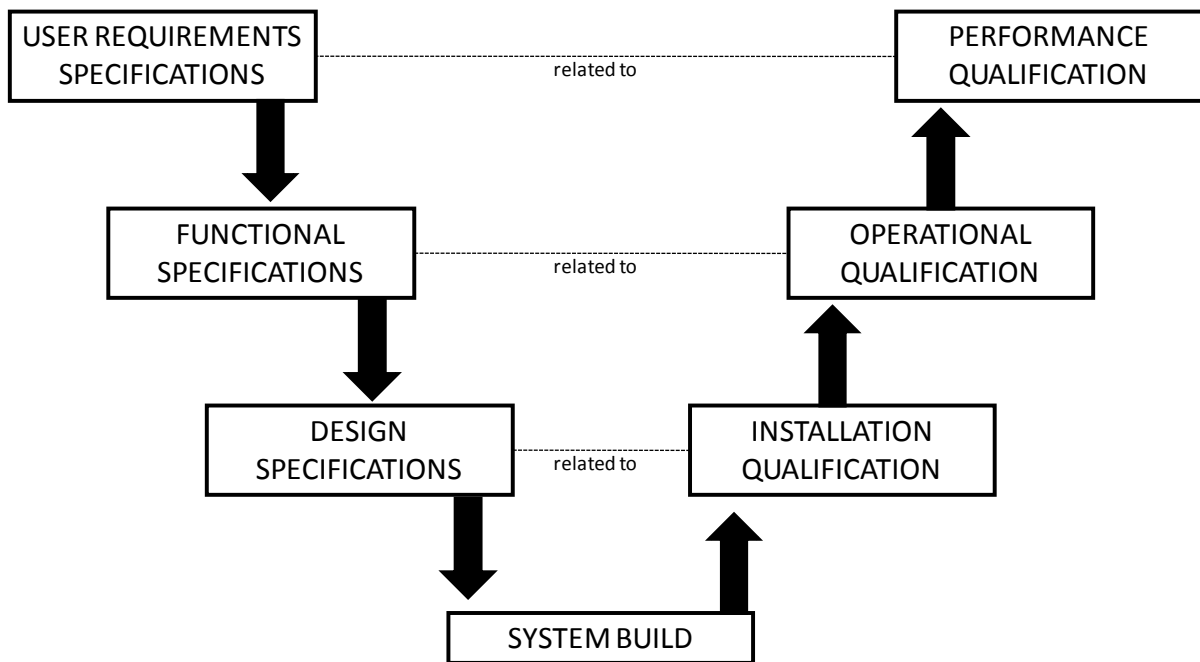 USER REQUIREMENTS
SPECIFICATIONS
related to
PERFORMANCE
QUALIFICATION
FUNCTIONAL
SPECIFICATIONS
related to
OPERATIONAL
QUALIFICATION
DESIGN
SPECIFICATIONS
related to
INSTALLATION
QUALIFICATION
SYSTEM BUILD